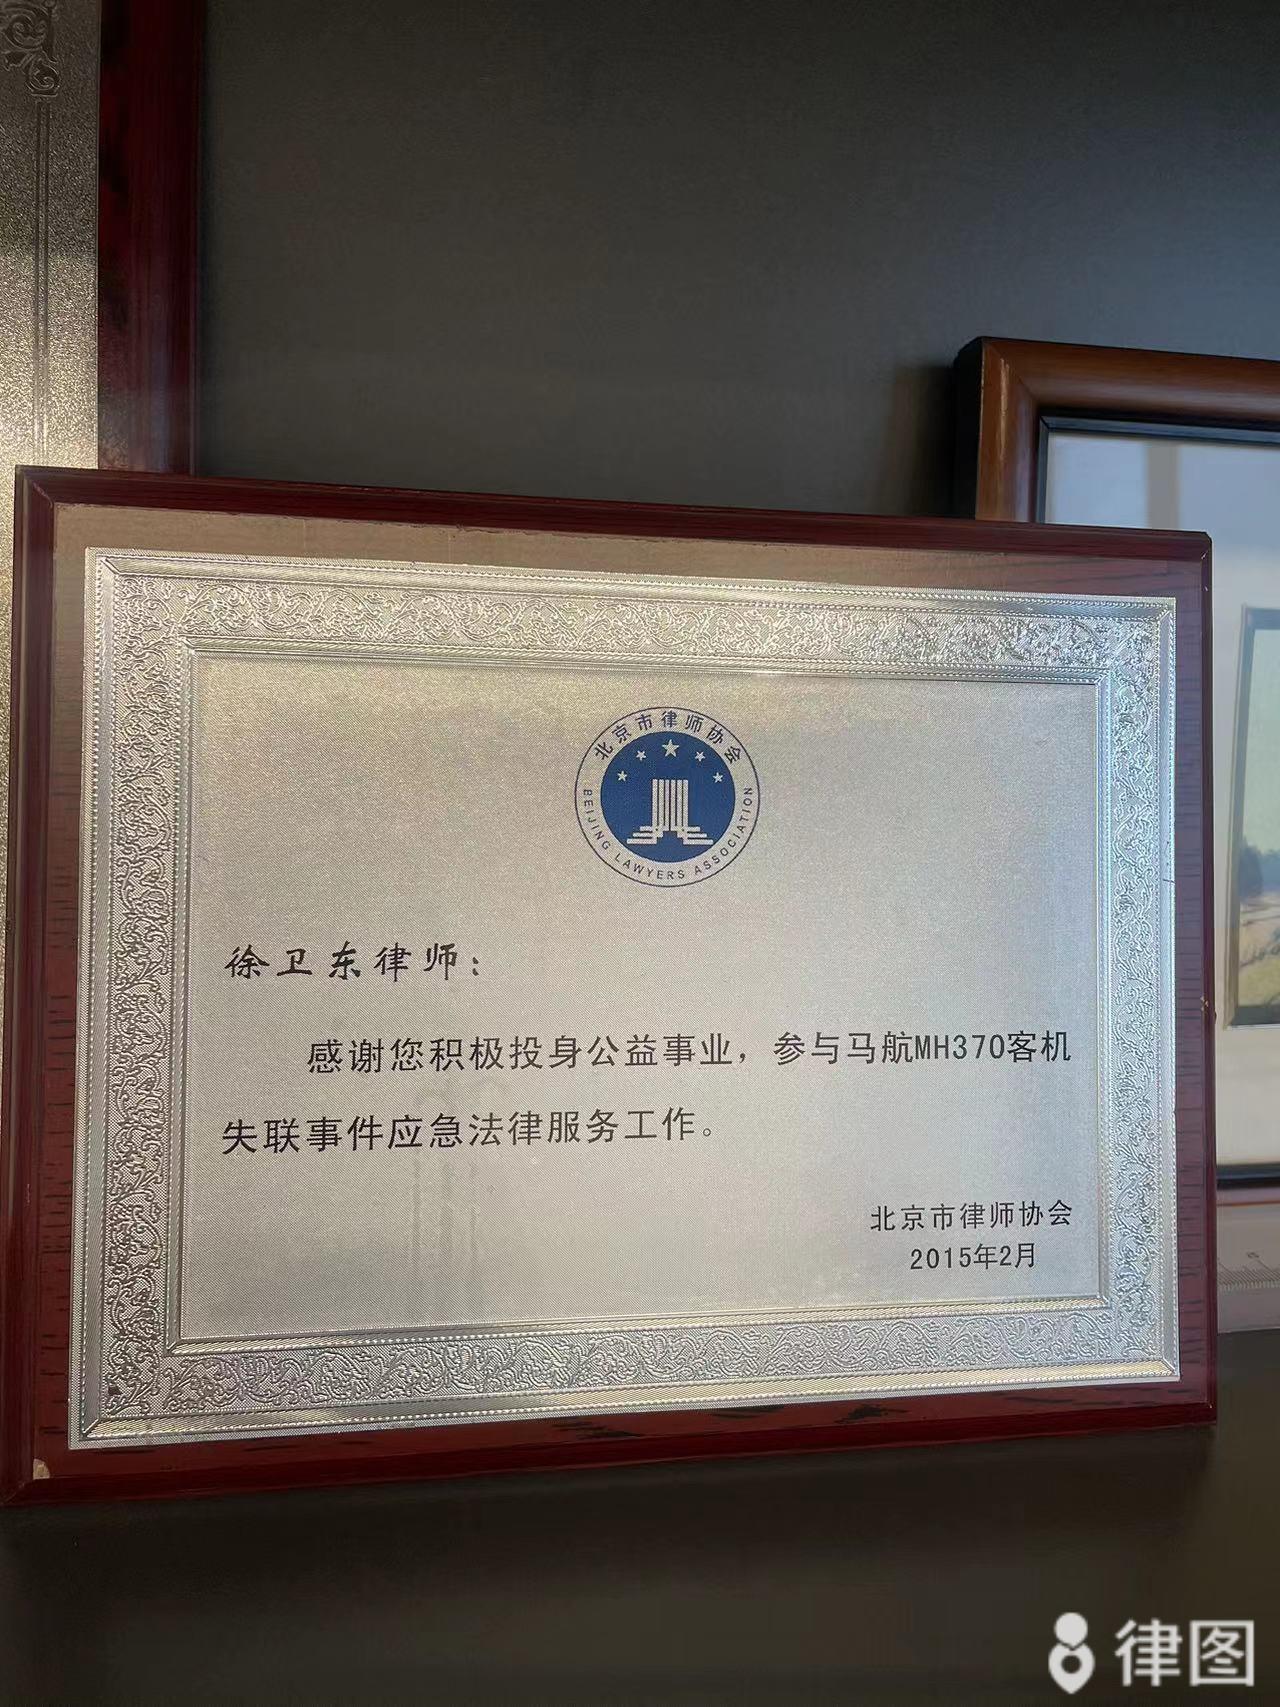 北京市律师协会
BEIJING LAWYERS ASSOCIATION
徐卫东律师：
感谢您积极投身公益事业，参与马航MH370客机
失联事件应急法律服务工作。
北京市律师协会
2015年2月
律图